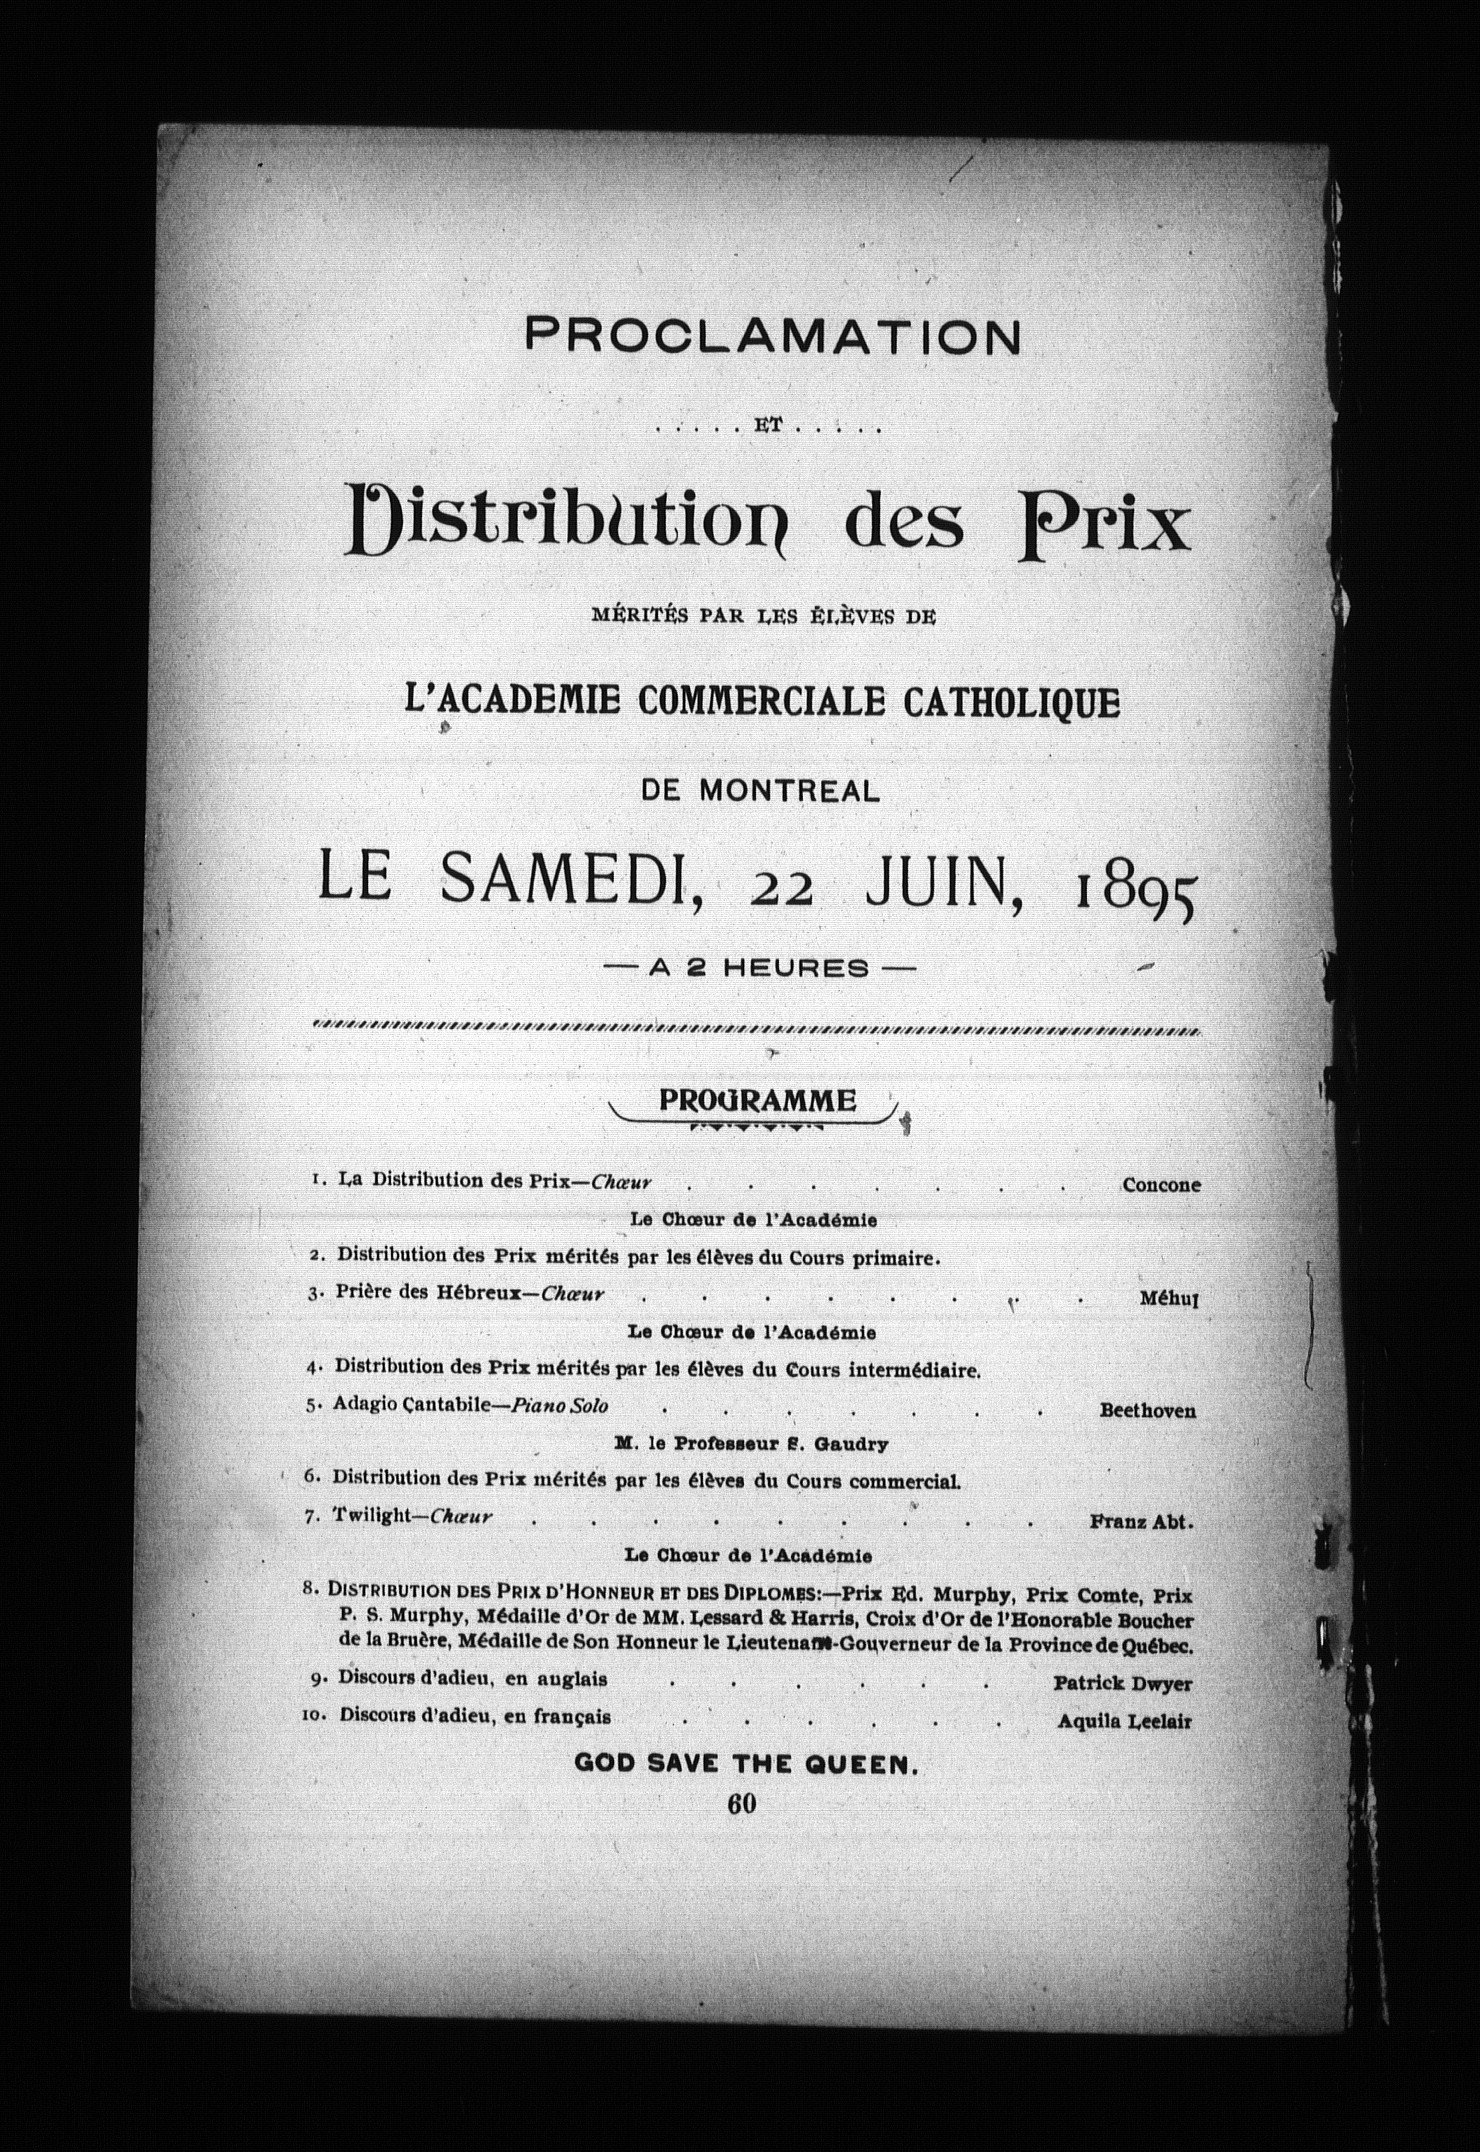 PROCLAMATION
. . . . . ET . . . . .
Distribution des Prix
MÉRITÉS PAR LES ÉLÈVES DE
L'ACADEMIE COMMERCIALE CATHOLIQUE
DE MONTREAL
LE SAMEDI, 22 JUIN, 1895
— A 2 HEURES —
PROGRAMME
1. La Distribution des Prix—Chœur . . . . . . . Concone
Le Chœur de l'Académie
2. Distribution des Prix mérités par les élèves du Cours primaire.
3. Prière des Hébreux—Chœur . . . . . . . . Méhul
Le Chœur de l'Académie
4. Distribution des Prix mérités par les élèves du Cours intermédiaire.
5. Adagio Çantabile—Piano Solo . . . . . . . Beethoven
M. le Professeur S. Gaudry
6. Distribution des Prix mérités par les élèves du Cours commercial.
7. Twilight—Chœur . . . . . . . . . Franz Abt.
Le Chœur de l'Académie
8. DISTRIBUTION DES PRIX D'HONNEUR ET DES DIPLOMES:—Prix Ed. Murphy, Prix Comte, Prix
P. S. Murphy, Médaille d'Or de MM. Lessard & Harris, Croix d'Or de l'Honorable Boucher
de la Bruère, Médaille de Son Honneur le Lieutenant-Gouverneur de la Province de Québec.
9. Discours d'adieu, en auglais . . . . . . Patrick Dwyer
10. Discours d'adieu, en français . . . . . . Aquila Leelair
GOD SAVE THE QUEEN.
60